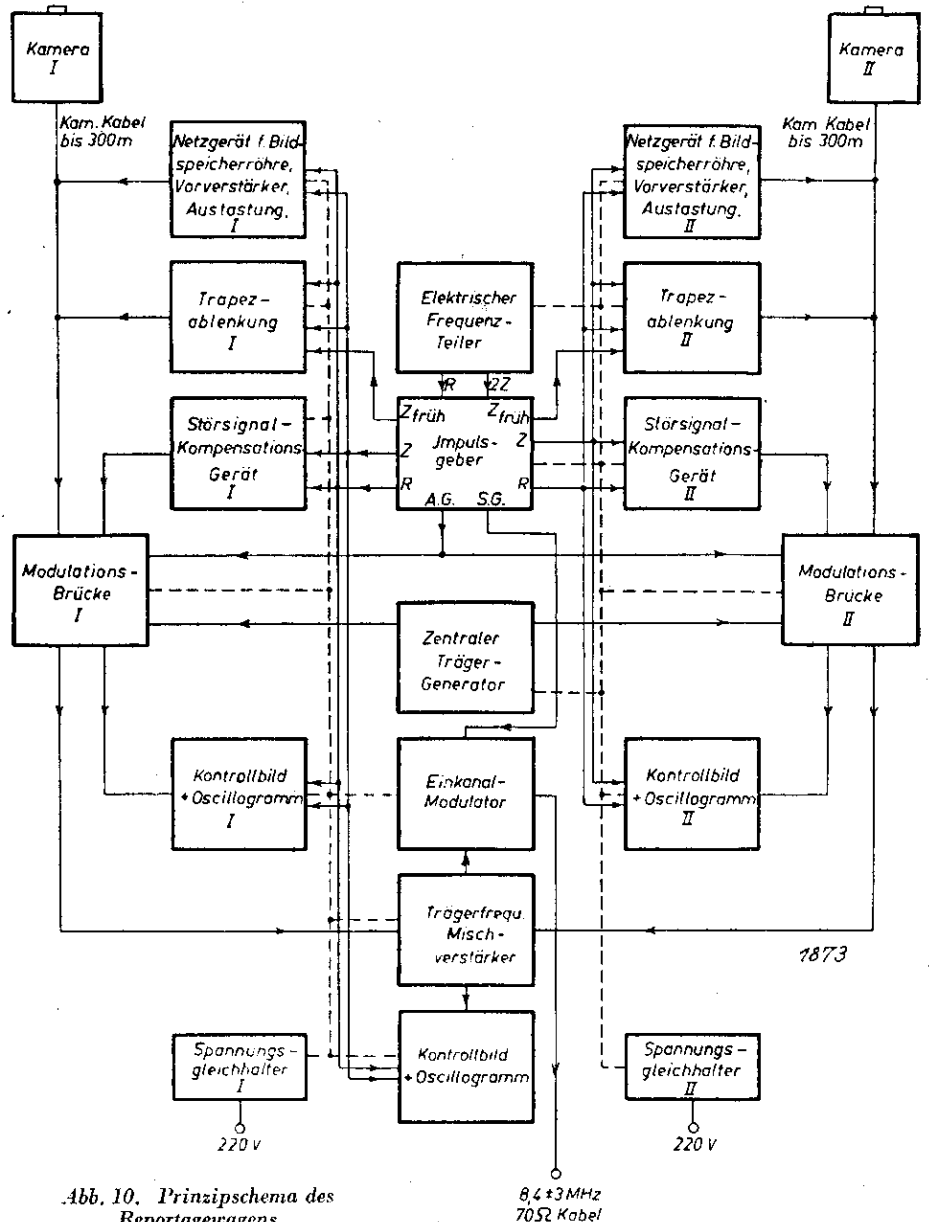 Kamera
I
Kamera
II
Kam. Kabel
bis 300m
Kam. Kabel
bis 300m
Netzgerät f. Bild-
speicherröhre,
Vorverstärker,
Austastung.
I
Netzgerät f. Bild-
speicherröhre,
Vorverstärker,
Austastung.
II
Trapez-
ablenkung
I
Elektrischer
Frequenz-
Teiler
Trapez-
ablenkung
II
R
2Z
Störsignal-
Kompensations
Gerät
I
Zfrüh
Zfrüh
Jmpuls-
geber
Z
Z
R
R
A.G.
S.G.
Störsignal-
Kompensations-
Gerät
II
Modulations-
Brücke
I
Modulations-
Brücke
II
Zentraler
Träger-
Generator
Kontrollbild
+ Oscillogramm
I
Einkanal-
Modulator
Kontrollbild
+ Oscillogramm
II
Trägerfrequ.
Misch-
verstärker
1873
Spannungs-
gleichhalter
I
Kontrollbild
+ Oscillogramm
Spannungs-
gleichhalter
II
220 V
220 V
8,4 ± 3 MHz
70Ω Kabel
Abb. 10. Prinzipschema des
Reportagewagens